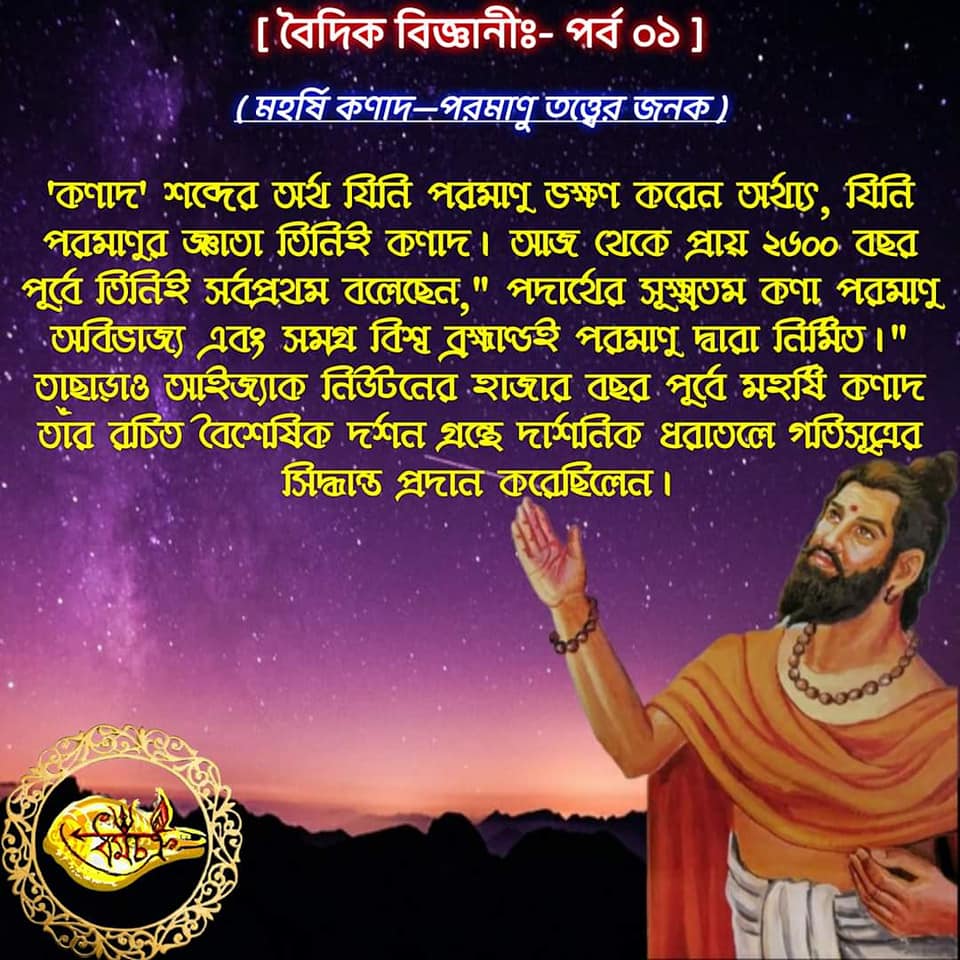 [ বৈদিক বিজ্ঞানীঃ- পর্ব ০১ ]
( মহর্ষি কণাদ—পরমাণু তত্ত্বের জনক )
'কণাদ' শব্দের অর্থ যিনি পরমাণু ভক্ষণ করেন অর্থ্যাৎ, যিনি
পরমাণুর জ্ঞাতা তিনিই কণাদ। আজ থেকে প্রায় ২৬০০ বছর
পূর্বে তিনিই সর্বপ্রথম বলেছেন," পদার্থের সূক্ষ্মতম কণা পরমাণু
অবিভাজ্য এবং সমগ্র বিশ্ব ব্রহ্মাণ্ডই পরমাণু দ্বারা নির্মিত।"
তাছাড়াও আইজ্যাক নিউটনের হাজার বছর পূর্বে মহর্ষি কণাদ
তাঁর রচিত বৈশেষিক দর্শন গ্রন্থে দার্শনিক ধরাতলে গতিসূত্রের
সিদ্ধান্ত প্রদান করেছিলেন।